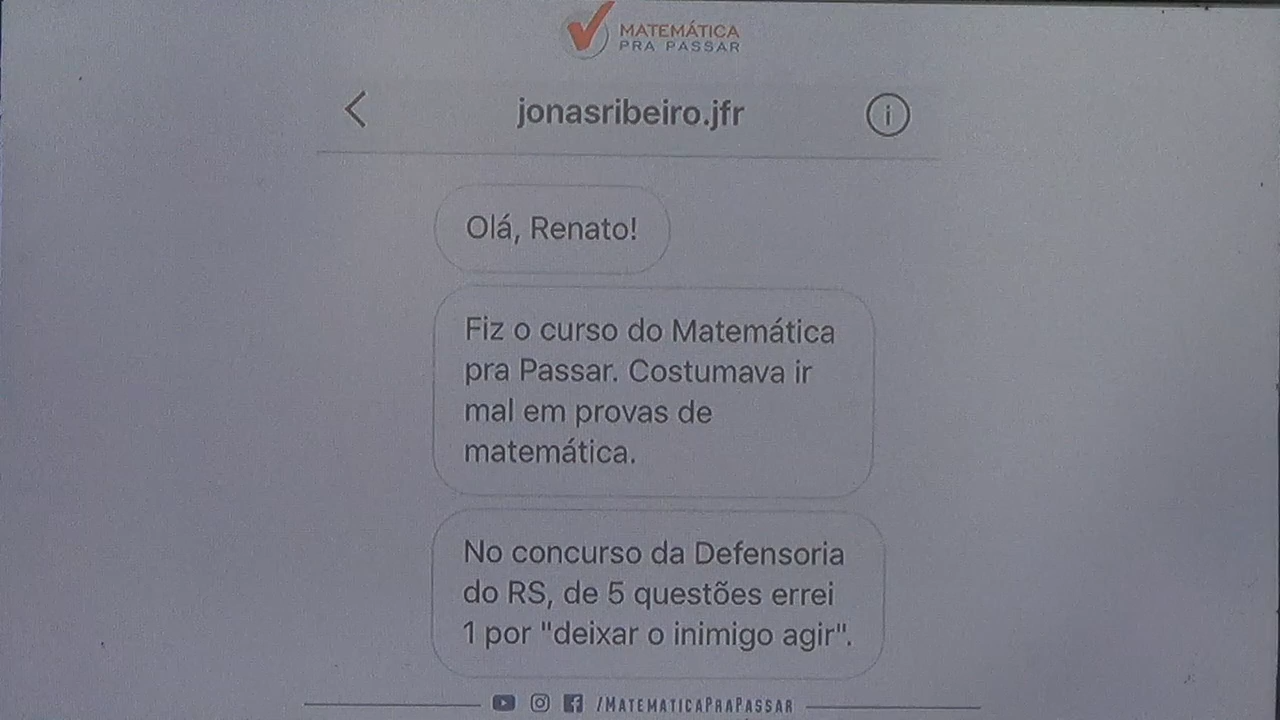 MATEMÁTICA
PRA PASSAR
jonasribeiro.jfr
Olá, Renato!
Fiz o curso do Matemática
pra Passar. Costumava ir
mal em provas de
matemática.
No concurso da Defensoria
do RS, de 5 questões errei
1 por "deixar o inimigo agir".
/MATEMATICAPRAPASSAR